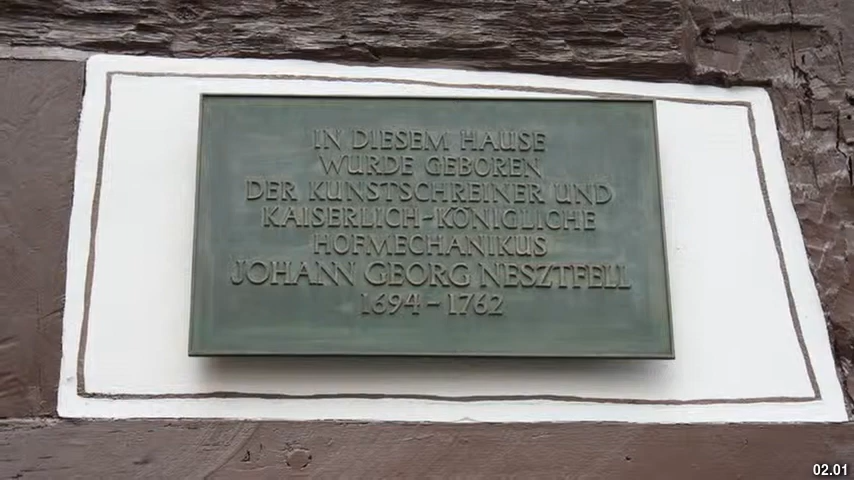 IN DIESEM HAUSE
WURDE GEBOREN
DER KUNSTSCHREINER UND
KAISERLICH-KÖNIGLICHE
HOFMECHANIKUS
JOHANN GEORG NESZTFELL
1694-1762
02.01